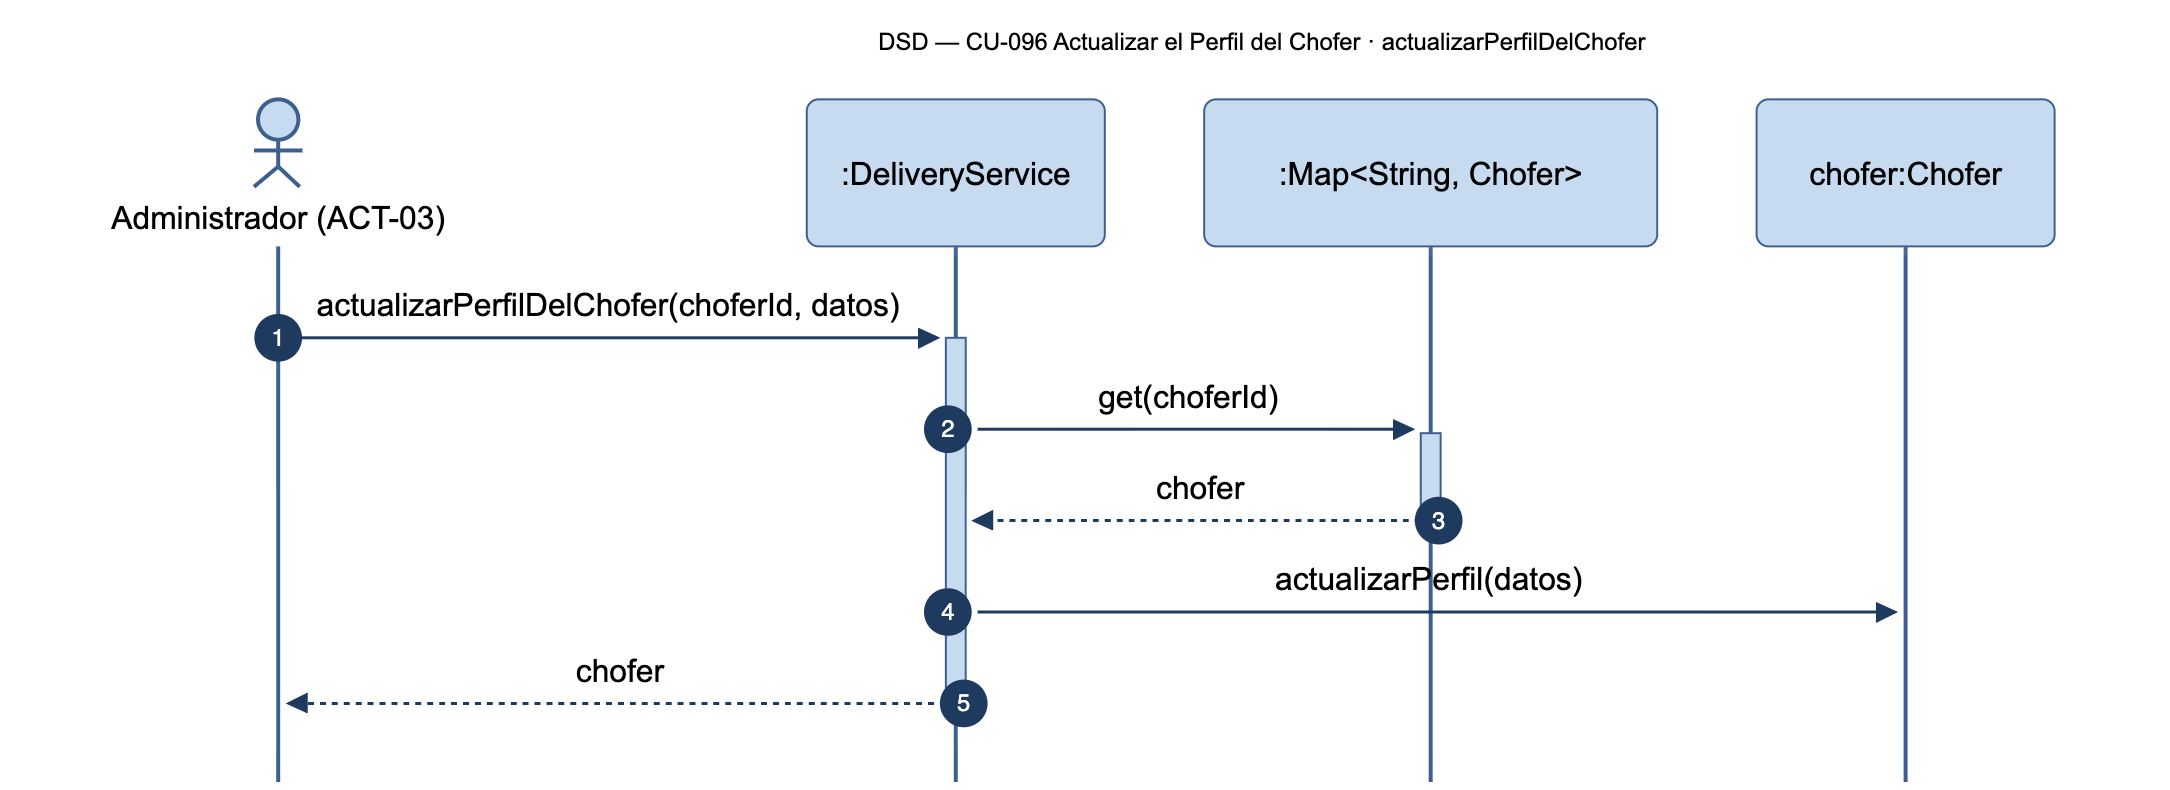 DSD — CU-096 Actualizar el Perfil del Chofer · actualizarPerfilDelChofer
Administrador (ACT-03)
:DeliveryService
:Map<String, Chofer>
chofer:Chofer
actualizarPerfilDelChofer(choferId, datos)
1
get(choferId)
2
chofer
3
actualizarPerfil(datos)
4
chofer
5